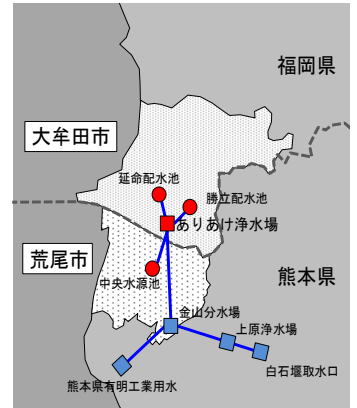 福岡県
大牟田市
延命配水池
勝立配水池
ありあけ浄水場
荒尾市
熊本県
中央水源池
金山分水場
上原浄水場
白石堰取水口
熊本県有明工業用水